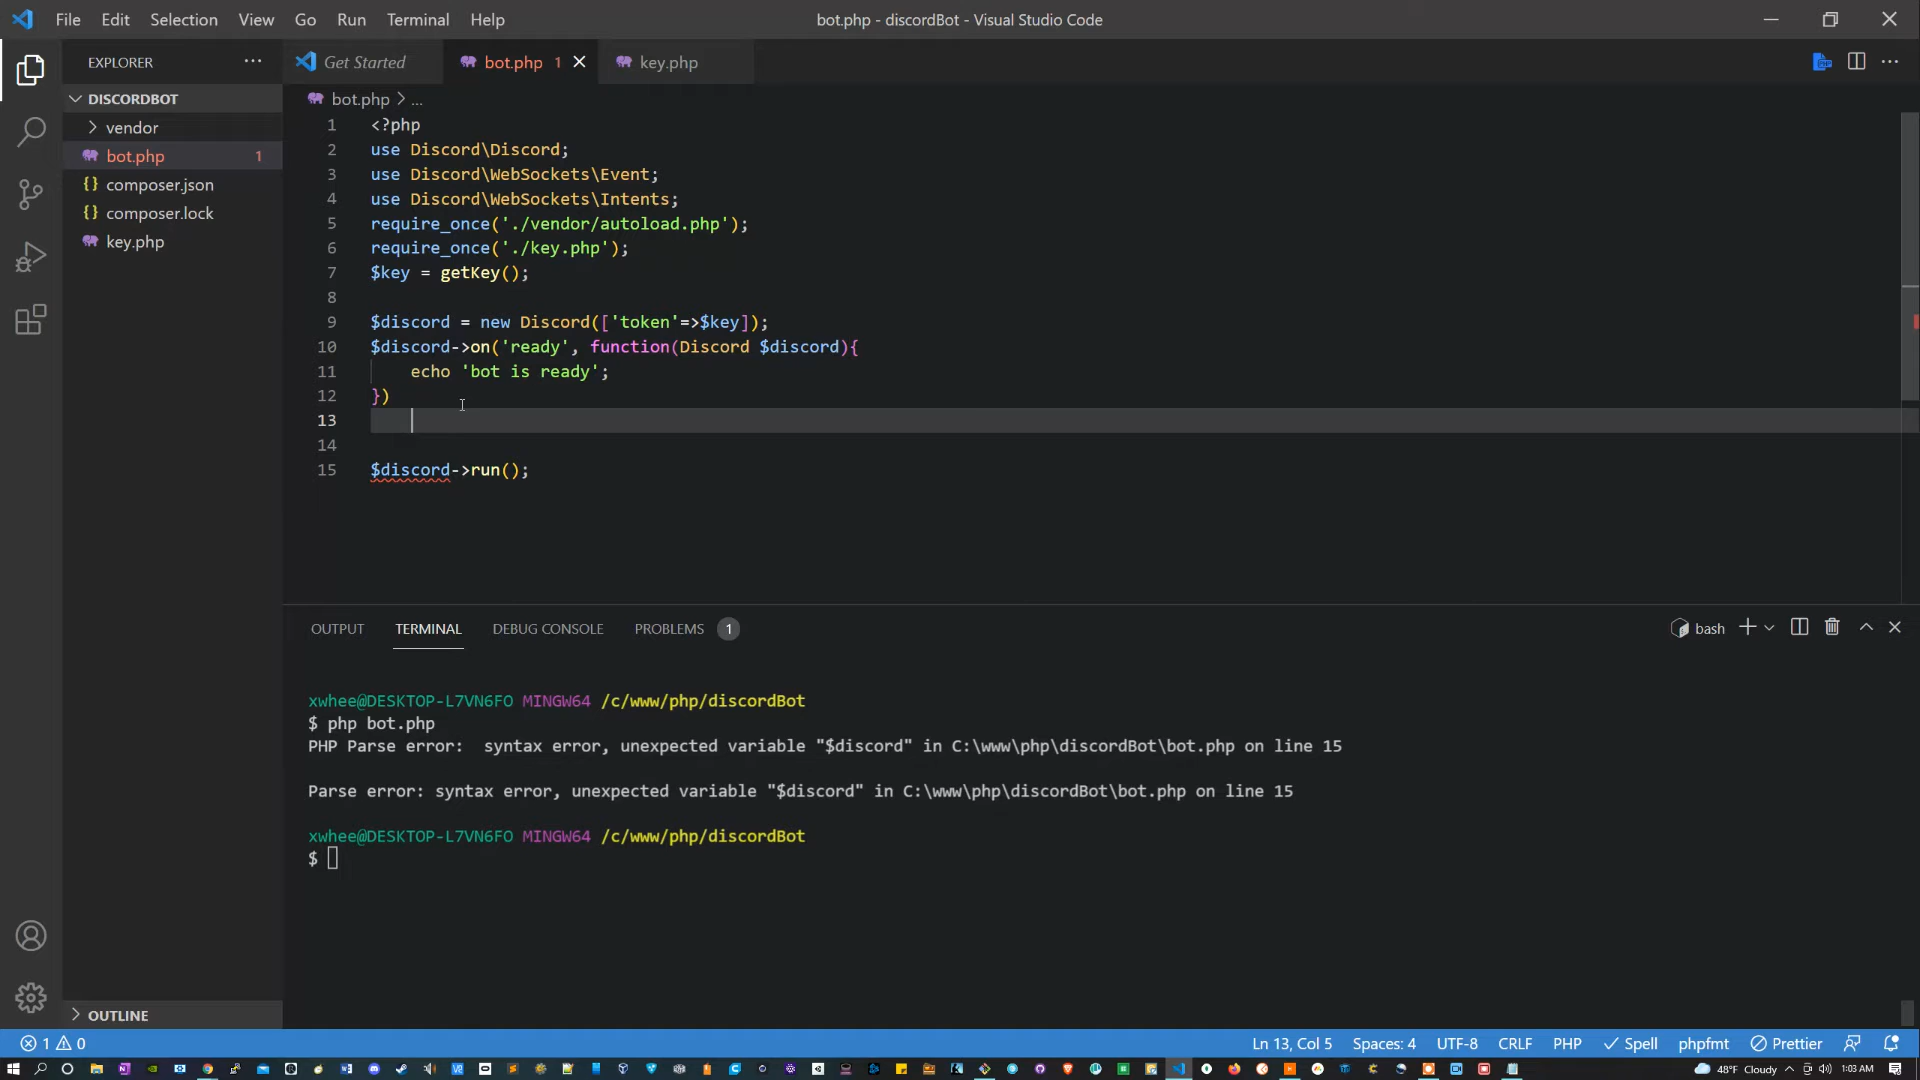 File Edit Selection View Go Run Terminal Help
bot.php - discordBot - Visual Studio Code
EXPLORER
Get Started
bot.php 1
key.php
DISCORDBOT
vendor
bot.php 1
composer.json
composer.lock
key.php
bot.php > ...
1 <?php
2 use Discord\Discord;
3 use Discord\WebSockets\Event;
4 use Discord\WebSockets\Intents;
5 require_once('./vendor/autoload.php');
6 require_once('./key.php');
7 $key = getKey();
8
9 $discord = new Discord(['token'=>$key]);
10 $discord->on('ready', function(Discord $discord){
11 echo 'bot is ready';
12 })
13
14
15 $discord->run();
OUTPUT TERMINAL DEBUG CONSOLE PROBLEMS 1
bash
xwhee@DESKTOP-L7VN6FO MINGW64 /c/www/php/discordBot
$ php bot.php
PHP Parse error:  syntax error, unexpected variable "$discord" in C:\www\php\discordBot\bot.php on line 15
Parse error: syntax error, unexpected variable "$discord" in C:\www\php\discordBot\bot.php on line 15
xwhee@DESKTOP-L7VN6FO MINGW64 /c/www/php/discordBot
$
OUTLINE
1 0
Ln 13, Col 5 Spaces: 4 UTF-8 CRLF PHP Spell phpfmt Prettier
48°F Cloudy
1:03 AM